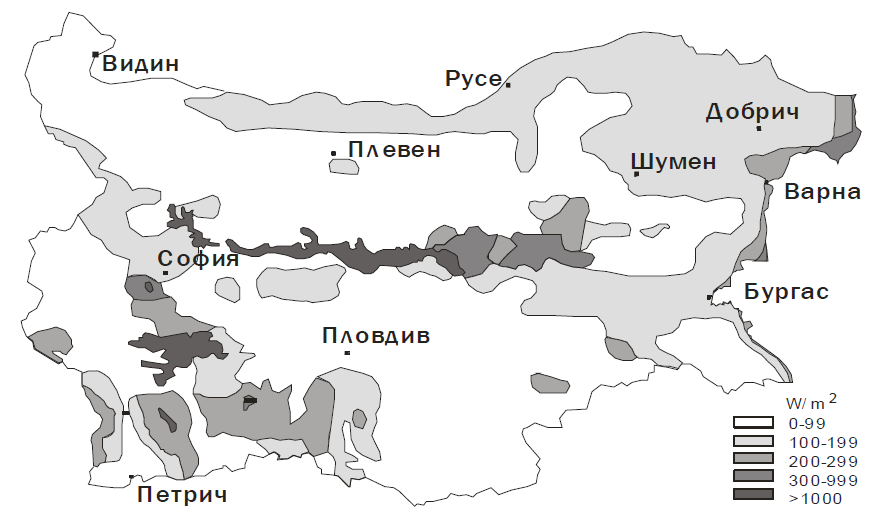 Видин
Русе
Добрич
Плевен
Шумен
Варна
София
Бургас
Пловдив
W/m²
0-99
100-199
200-299
300-999
>1000
Петрич